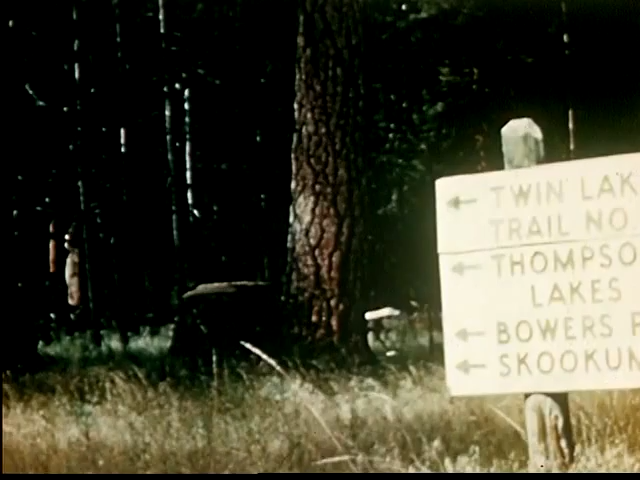 ← TWIN LAK
TRAIL NO.
← THOMPSO
LAKES
← BOWERS
← SKOOKUM